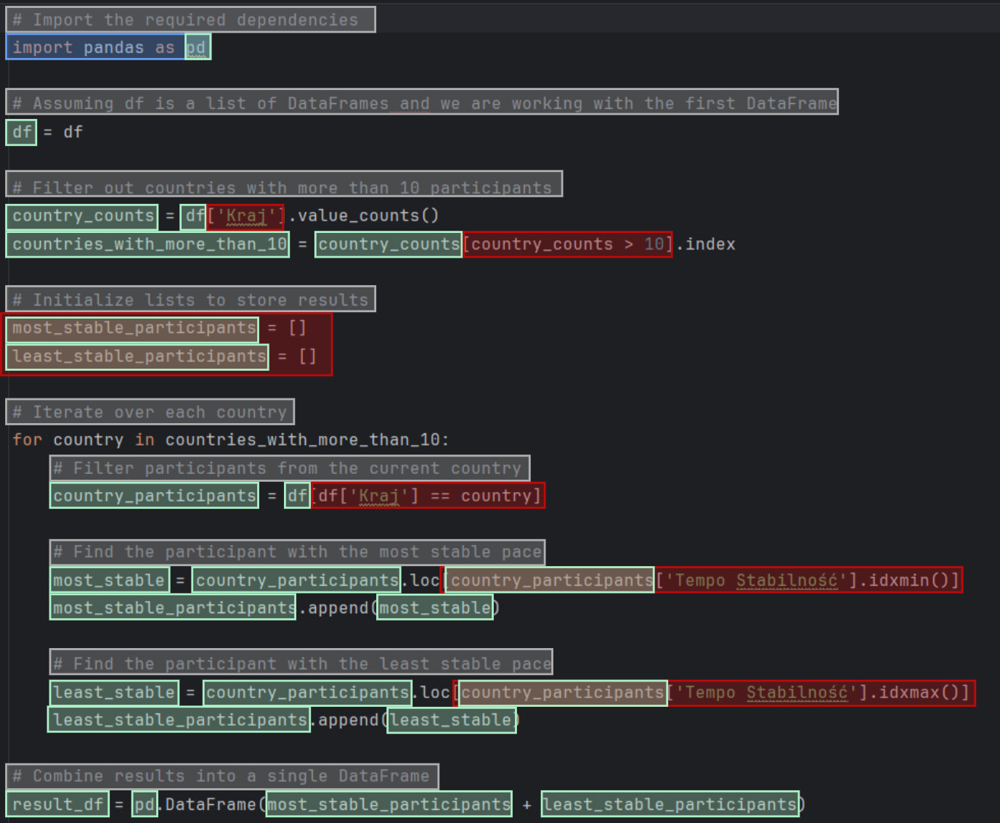 # Import the required dependencies
import pandas as pd
# Assuming df is a list of DataFrames and we are working with the first DataFrame
df = df
# Filter out countries with more than 10 participants
country_counts = df['Kraj'].value_counts()
countries_with_more_than_10 = country_counts[country_counts > 10].index
# Initialize lists to store results
most_stable_participants = []
least_stable_participants = []
# Iterate over each country
for country in countries_with_more_than_10:
# Filter participants from the current country
country_participants = df[df['Kraj'] == country]
# Find the participant with the most stable pace
most_stable = country_participants.loc[country_participants['Tempo Stabilność'].idxmin()]
most_stable_participants.append(most_stable)
# Find the participant with the least stable pace
least_stable = country_participants.loc[country_participants['Tempo Stabilność'].idxmax()]
least_stable_participants.append(least_stable)
# Combine results into a single DataFrame
result_df = pd.DataFrame(most_stable_participants + least_stable_participants)